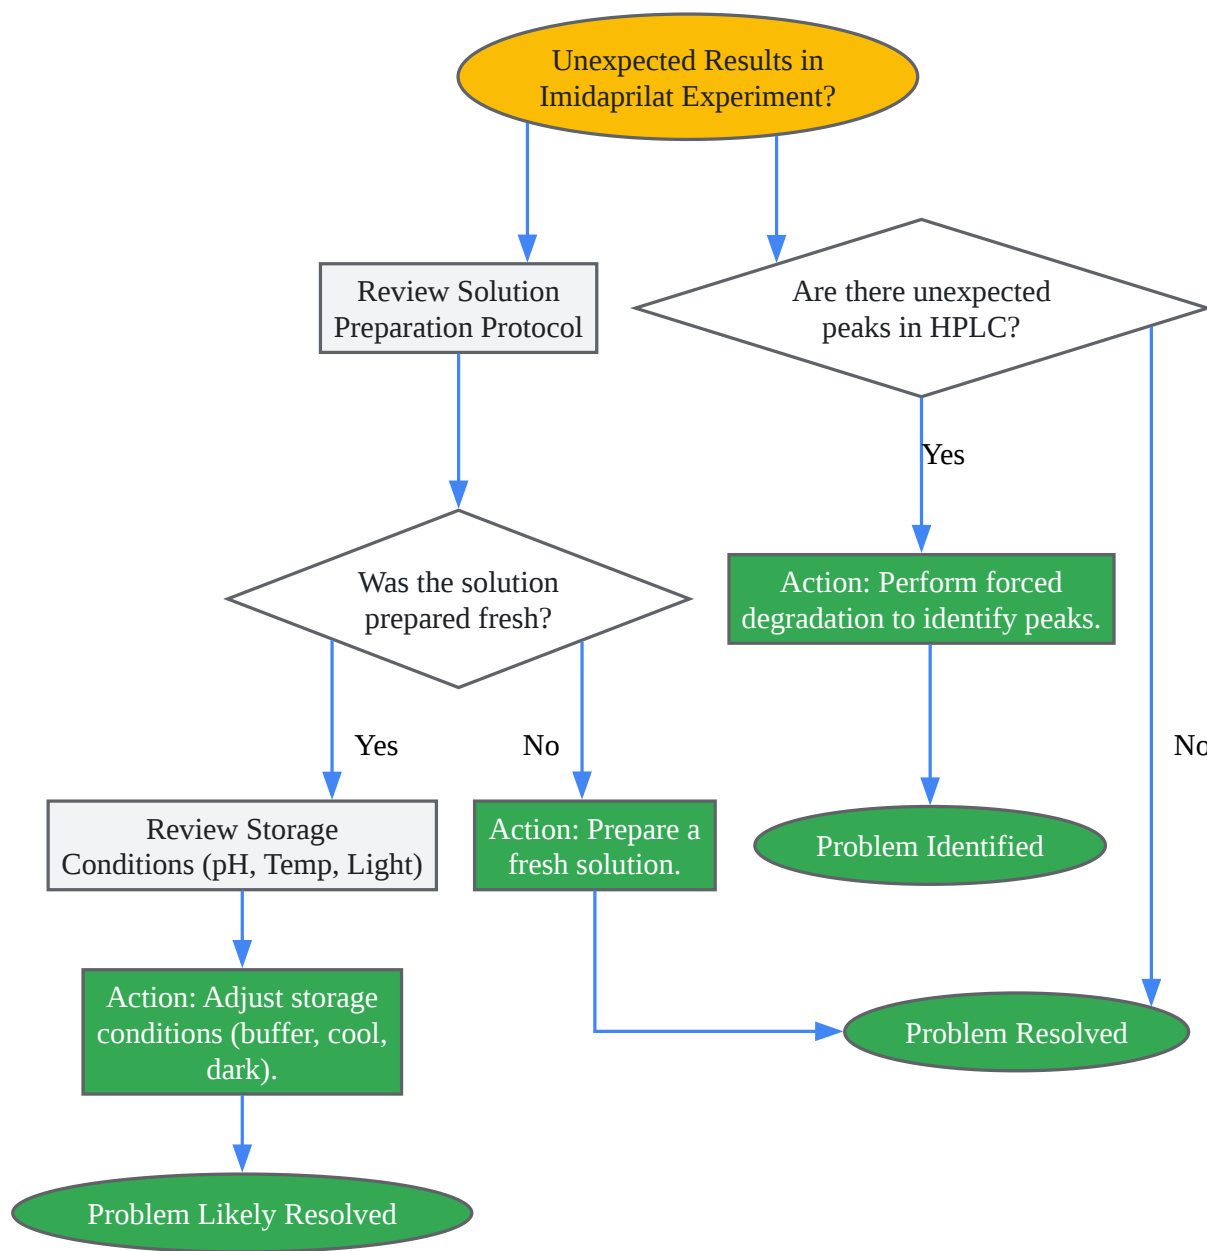 Unexpected Results in
Imidaprilat Experiment?
Review Solution
Preparation Protocol
Are there unexpected
peaks in HPLC?
Yes
Was the solution
prepared fresh?
Action: Perform forced
degradation to identify peaks.
Yes
No
No
Review Storage
Conditions (pH, Temp, Light)
Action: Prepare a
fresh solution.
Problem Identified
Action: Adjust storage
conditions (buffer, cool,
dark).
Problem Resolved
Problem Likely Resolved